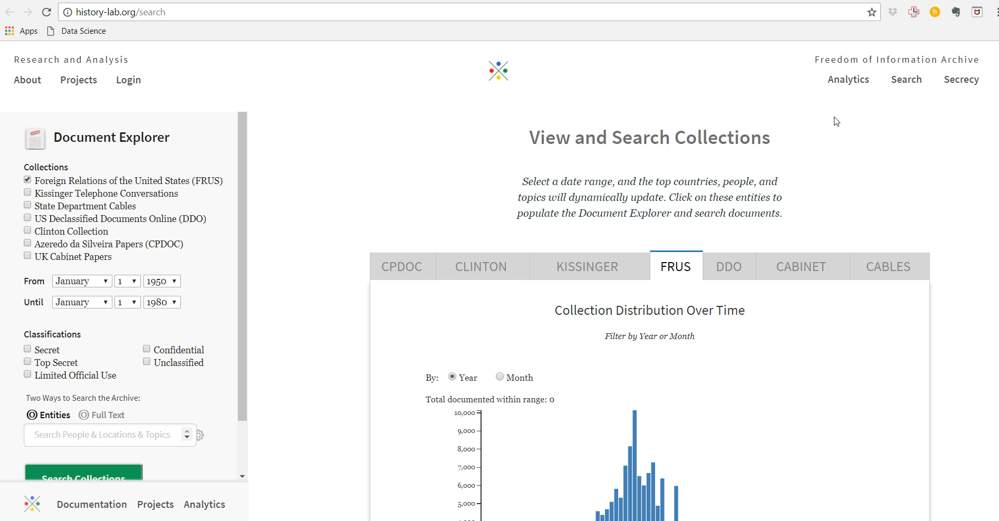 history-lab.org/search
Apps Data Science
Research and Analysis
About Projects Login
Freedom of Information Archive
Analytics Search Secrecy
Document Explorer
Collections
Foreign Relations of the United States (FRUS)
Kissinger Telephone Conversations
State Department Cables
US Declassified Documents Online (DDO)
Clinton Collection
Azeredo da Silveira Papers (CPDOC)
UK Cabinet Papers
From January 1 1950
Until January 1 1980
Classifications
Secret Confidential
Top Secret Unclassified
Limited Official Use
Two Ways to Search the Archive:
Entities Full Text
Search People & Locations & Topics
Search Collections
Documentation Projects Analytics
View and Search Collections
Select a date range, and the top countries, people, and
topics will dynamically update. Click on these entities to
populate the Document Explorer and search documents.
CPDOC CLINTON KISSINGER FRUS DDO CABINET CABLES
Collection Distribution Over Time
Filter by Year or Month
By: Year Month
Total documented within range: 0
10,000
9,000
8,000
7,000
6,000
5,000